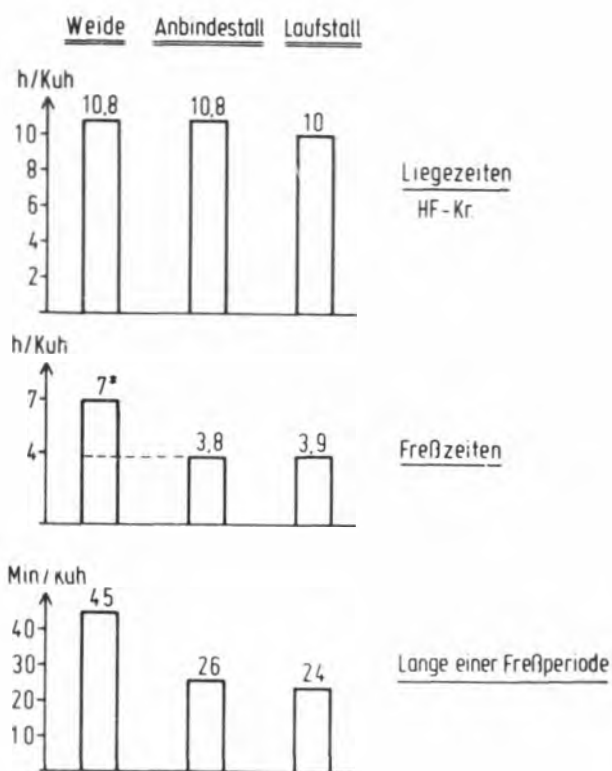 Weide Anbindestall Laufstall
h/Kuh
10,8 10,8 10
10
8
6
4
2
Liegezeiten
HF-Kr.
h/Kuh
7*
7
3,8 3,9
4
Freßzeiten
Min/Kuh
45
40
30
26 24
20
10
Lange einer Freßperiode